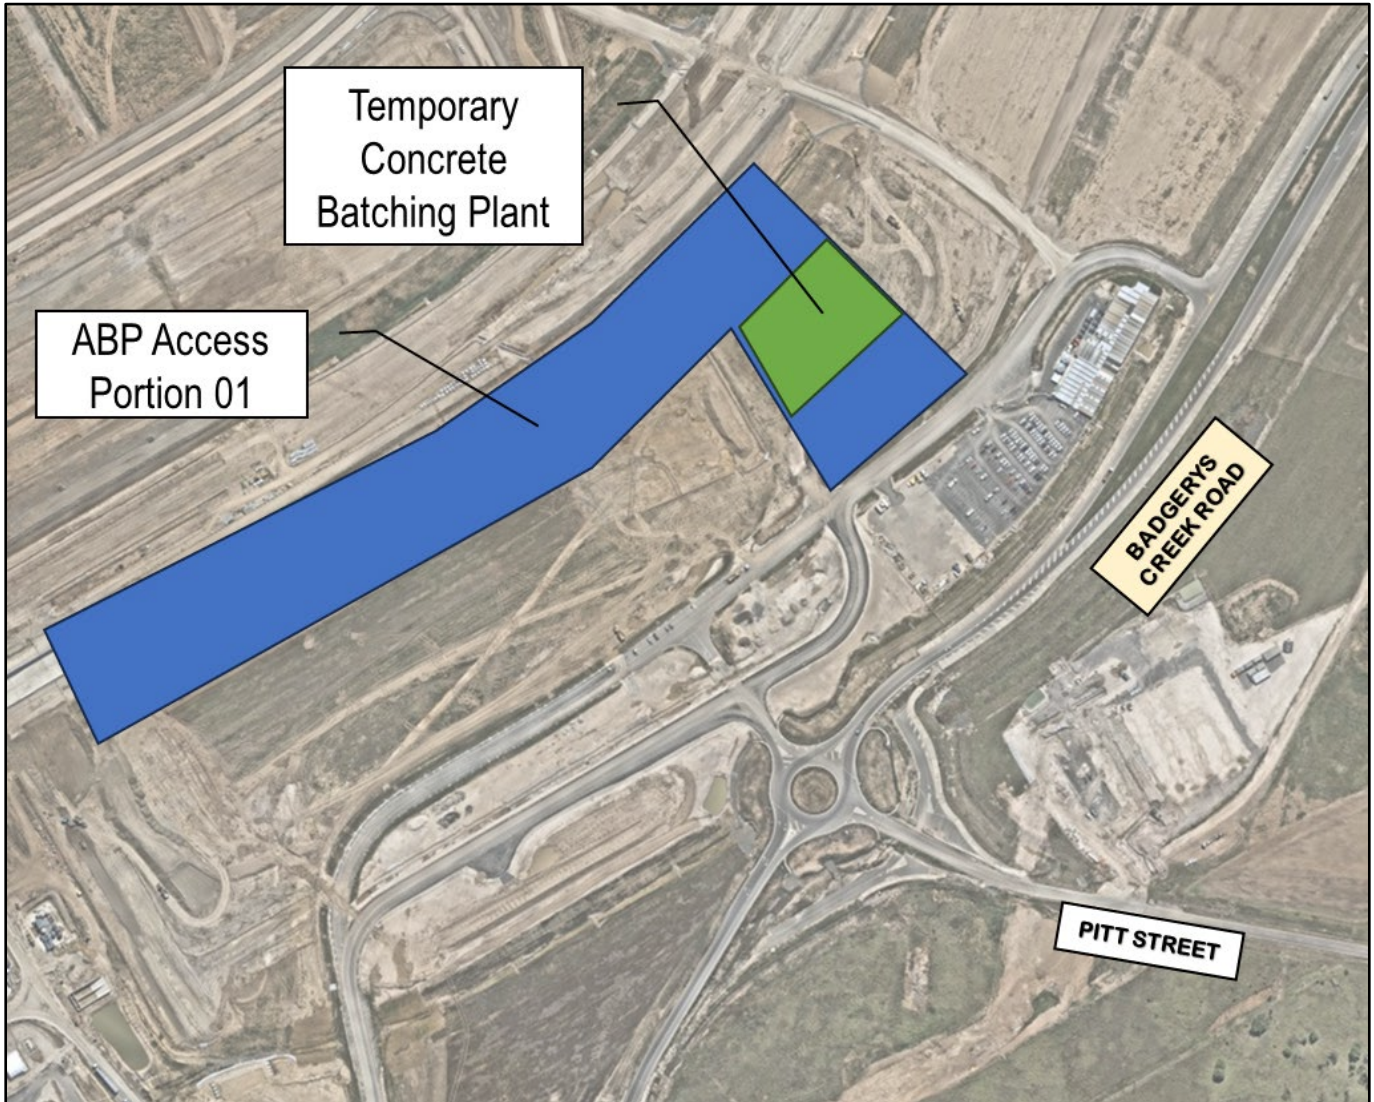 Temporary
Concrete
Batching Plant
ABP Access
Portion 01
BADGERYS
CREEK ROAD
PITT STREET